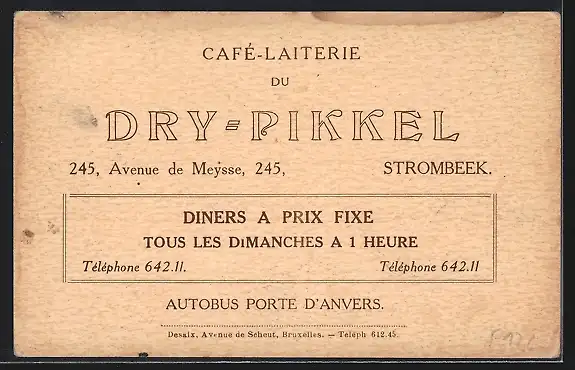 CAFÉ-LAITERIE
DU
DRY=PIKKEL
245, Avenue de Meysse, 245, STROMBEEK.
DINERS A PRIX FIXE
TOUS LES DiMANCHES A 1 HEURE
Téléphone 642.11. Téléphone 642.11
AUTOBUS PORTE D'ANVERS.
Desaix, Avenue de Scheut, Bruxelles. — Téléph 612.45.